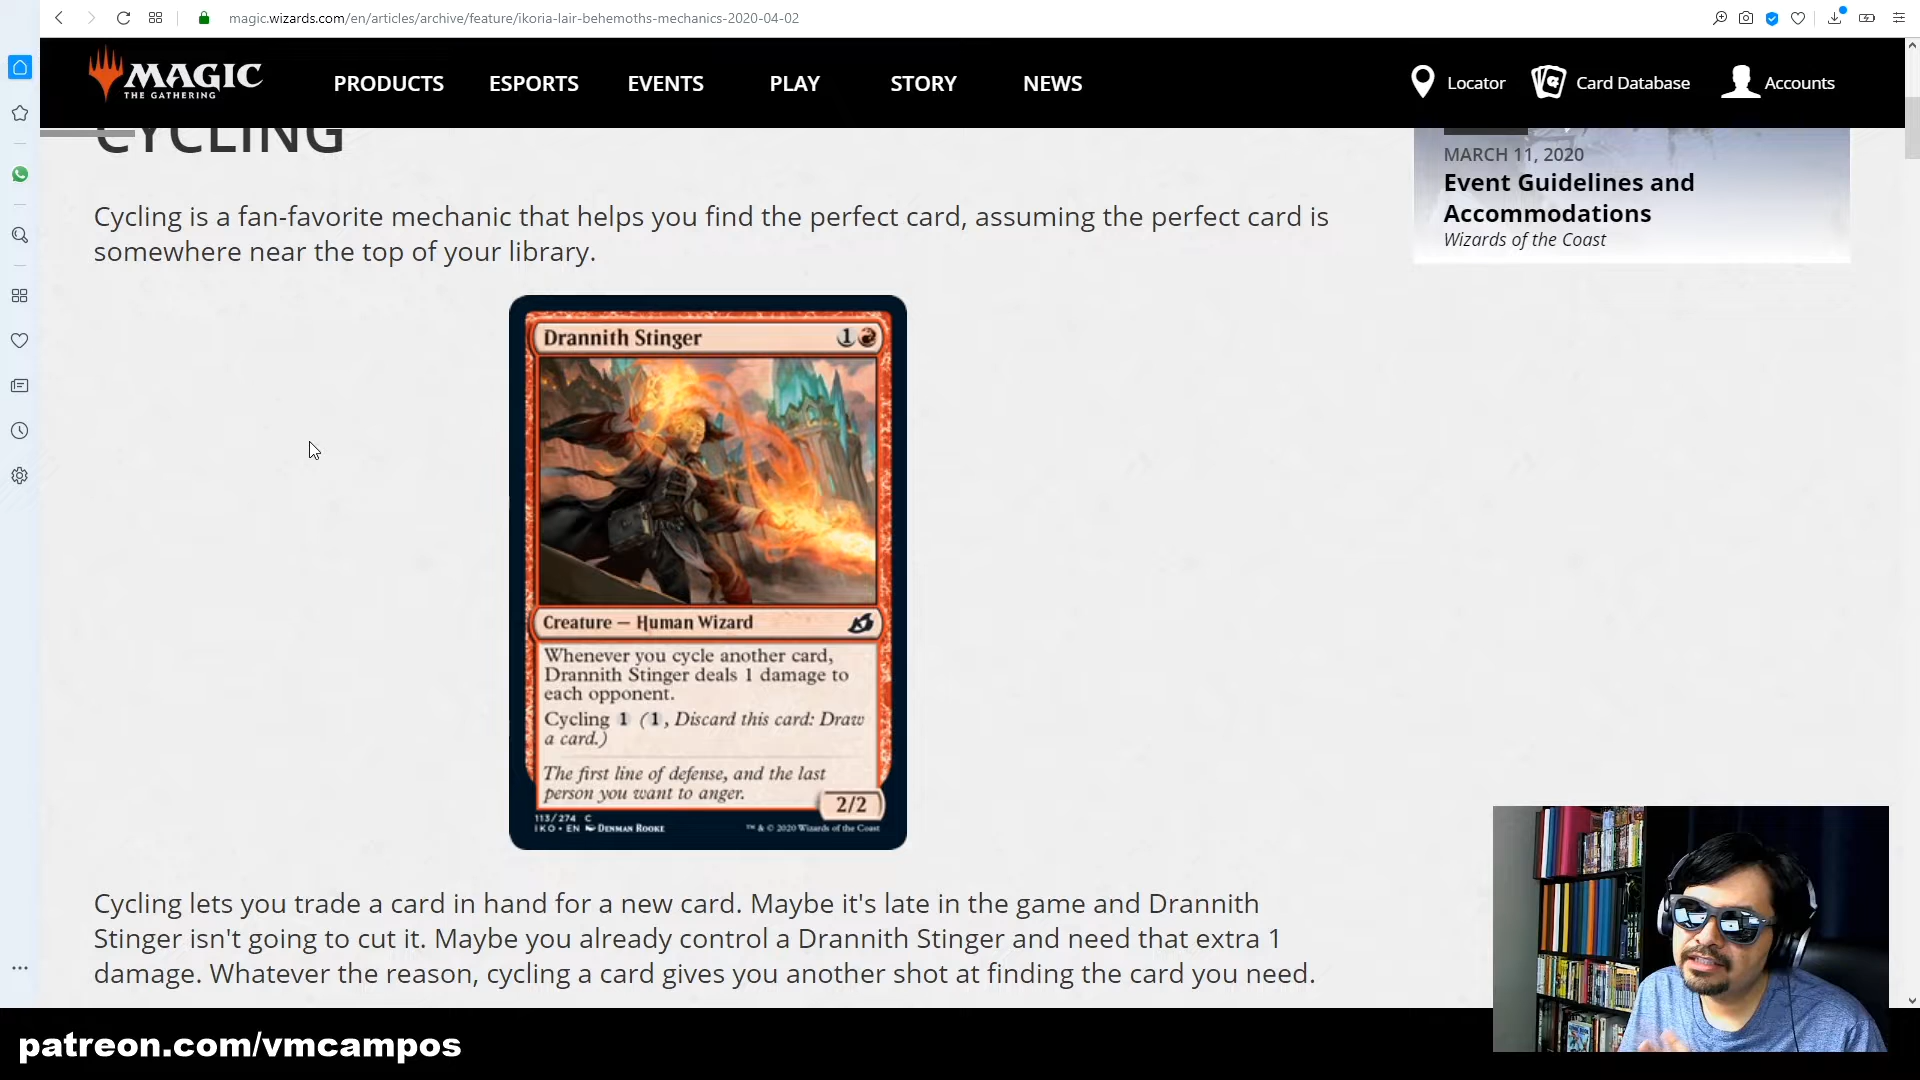 magic.wizards.com/en/articles/archive/feature/ikoria-lair-behemoths-mechanics-2020-04-02
MAGIC
THE GATHERING
PRODUCTS
ESPORTS
EVENTS
PLAY
STORY
NEWS
Locator
Card Database
Accounts
CYCLING
MARCH 11, 2020
Event Guidelines and
Accommodations
Wizards of the Coast
Cycling is a fan-favorite mechanic that helps you find the perfect card, assuming the perfect card is
somewhere near the top of your library.
Drannith Stinger 1
Creature — Human Wizard
Whenever you cycle another card,
Drannith Stinger deals 1 damage to
each opponent.
Cycling 1 (1, Discard this card: Draw
a card.)
The first line of defense, and the last
person you want to anger.
2/2
113/274 C
IKO • EN Denman Rooke
™ & © 2020 Wizards of the Coast
Cycling lets you trade a card in hand for a new card. Maybe it's late in the game and Drannith
Stinger isn't going to cut it. Maybe you already control a Drannith Stinger and need that extra 1
damage. Whatever the reason, cycling a card gives you another shot at finding the card you need.
patreon.com/vmcampos